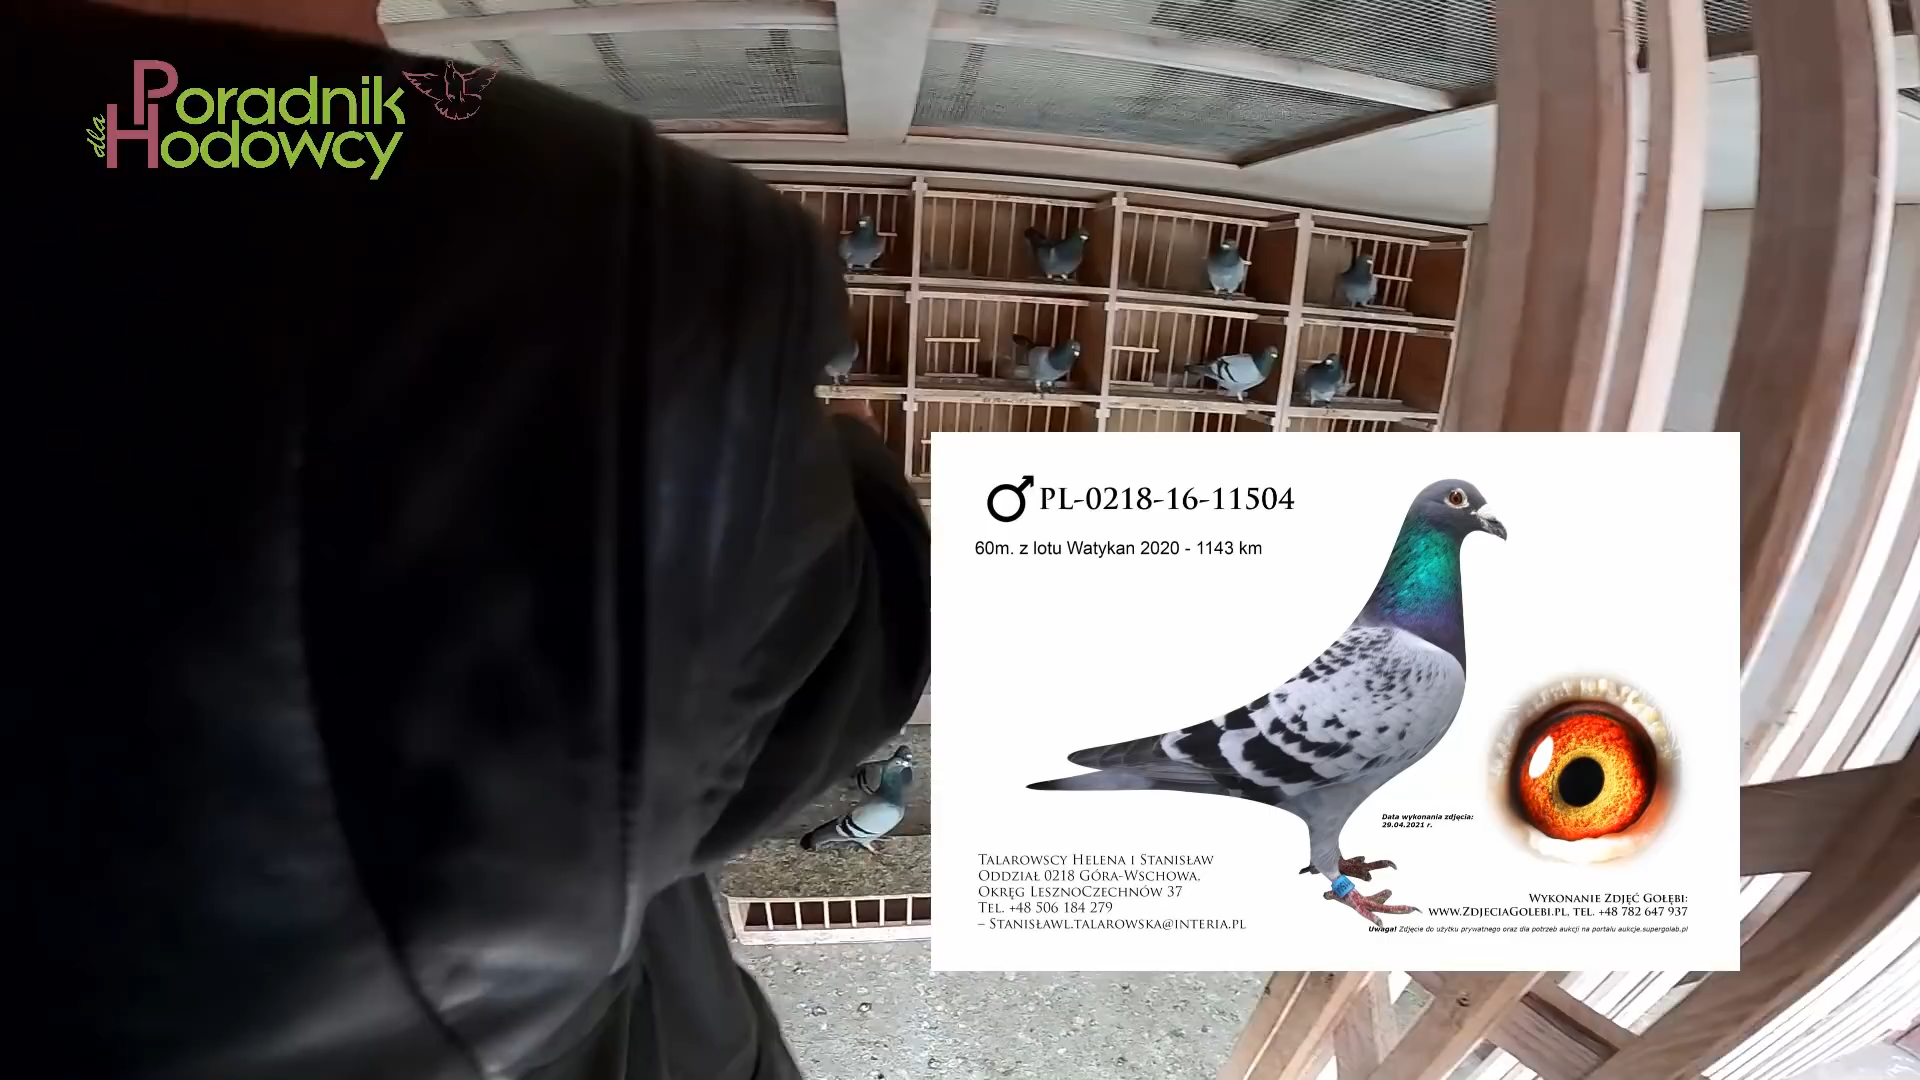 Poradnik
dla Hodowcy
PL-0218-16-11504
60m. z lotu Watykan 2020 - 1143 km
Data wykonania zdjęcia:
29.04.2021 r.
Talarowscy Helena i Stanisław
Oddział 0218 Góra-Wschowa,
Okręg LesznoCzechnów 37
Tel. +48 506 184 279
– Stanisławl.talarowska@interia.pl
Wykonanie Zdjęć Gołębi:
www.ZdjeciaGolebi.pl, tel. +48 782 647 937
Uwaga! Zdjęcie do użytku prywatnego oraz dla potrzeb aukcji na portalu aukcje.supergolab.pl